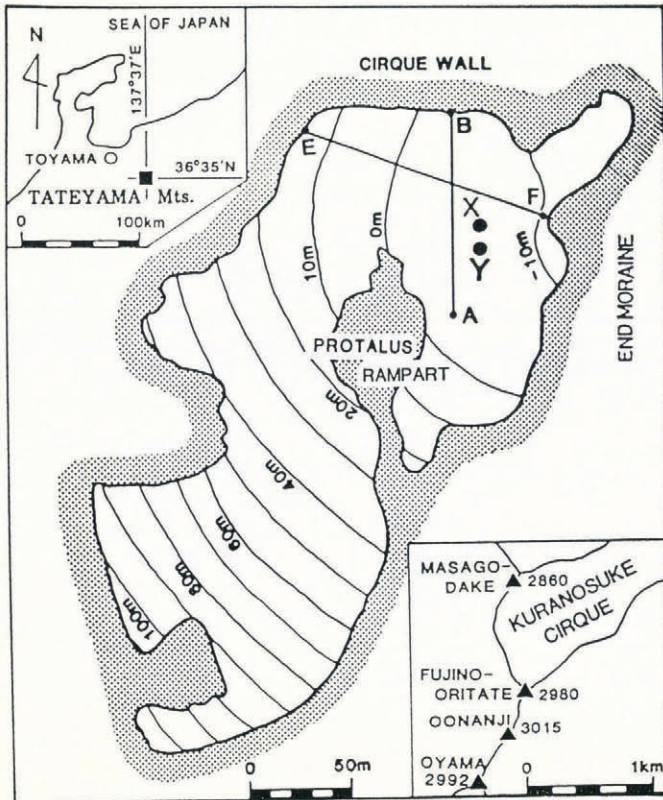 SEA OF JAPAN
N
137°37'E
TOYAMA
36°35'N
TATEYAMA Mts.
0 100km
CIRQUE WALL
B
E
X
F
Y
0m
10m
-10m
A
END MORAINE
PROTALUS
RAMPART
20m
40m
60m
80m
100m
0 50m
MASAGO-
DAKE 2860
KURANOSUKE
CIRQUE
FUJINO-
ORITATE 2980
OONANJI 3015
OYAMA
2992
0 1km